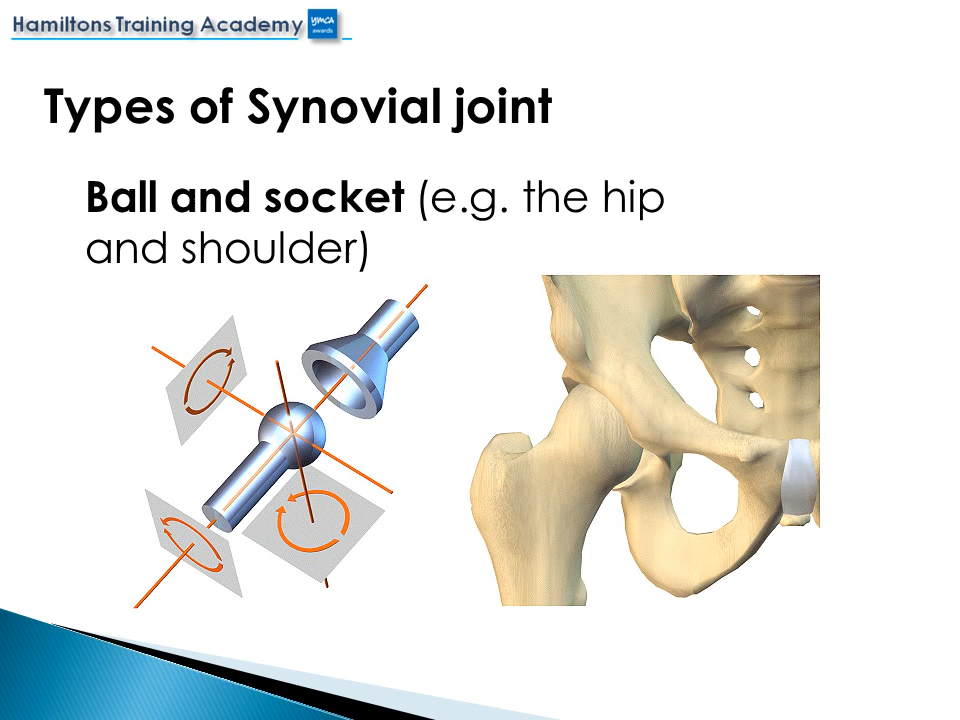 Hamiltons Training Academy
ymca
awards
Types of Synovial joint
Ball and socket (e.g. the hip
and shoulder)